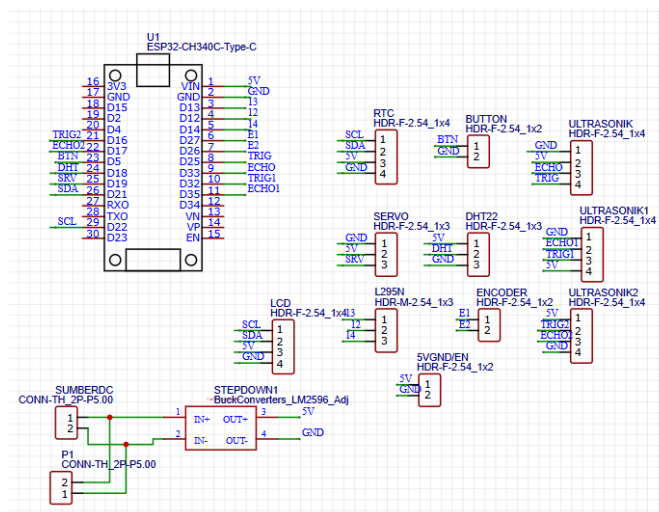 U1
ESP32-CH340C-Type-C
16 3V3 VIN 1 5V
17 GND GND 2 GND
18 D15 D13 3 13
19 D2 D12 4 12
20 D4 D14 5 14
TRIG2 21 D16 D27 6 E1
ECHO2 22 D17 D26 7 E2
BTN 23 D5 D25 8 TRIG
DHT 24 D18 D33 9 ECHO
SRV 25 D19 D32 10 TRIG1
SDA 26 D21 D35 11 ECHO1
27 RXO D34 12
28 TXO VN 13
SCL 29 D22 VP 14
30 D23 EN 15
RTC
HDR-F-2.54_1x4
SCL 1
SDA 2
5V 3
GND 4
BUTTON
HDR-F-2.54_1x2
BTN 1
GND 2
ULTRASONIK
HDR-F-2.54_1x4
GND 1
5V 2
ECHO 3
TRIG 4
SERVO
HDR-F-2.54_1x3
GND 1
5V 2
SRV 3
DHT22
HDR-F-2.54_1x3
5V 1
DHT 2
GND 3
ULTRASONIK1
HDR-F-2.54_1x4
GND 1
ECHO1 2
TRIG1 3
5V 4
LCD
HDR-F-2.54_1x4
SCL 1
SDA 2
5V 3
GND 4
L295N
HDR-M-2.54_1x3
13 1
12 2
14 3
ENCODER
HDR-F-2.54_1x2
E1 1
E2 2
ULTRASONIK2
HDR-F-2.54_1x4
5V 1
TRIG2 2
ECHO2 3
GND 4
5VGND/EN
HDR-F-2.54_1x2
5V 1
GND 2
SUMBERDC
CONN-TH_2P-P5.00
1
2
STEPDOWN1
BuckConverters_LM2596_Adj
1 IN+ OUT+ 3 5V
2 IN- OUT- 4 GND
P1
CONN-TH_2P-P5.00
2
1